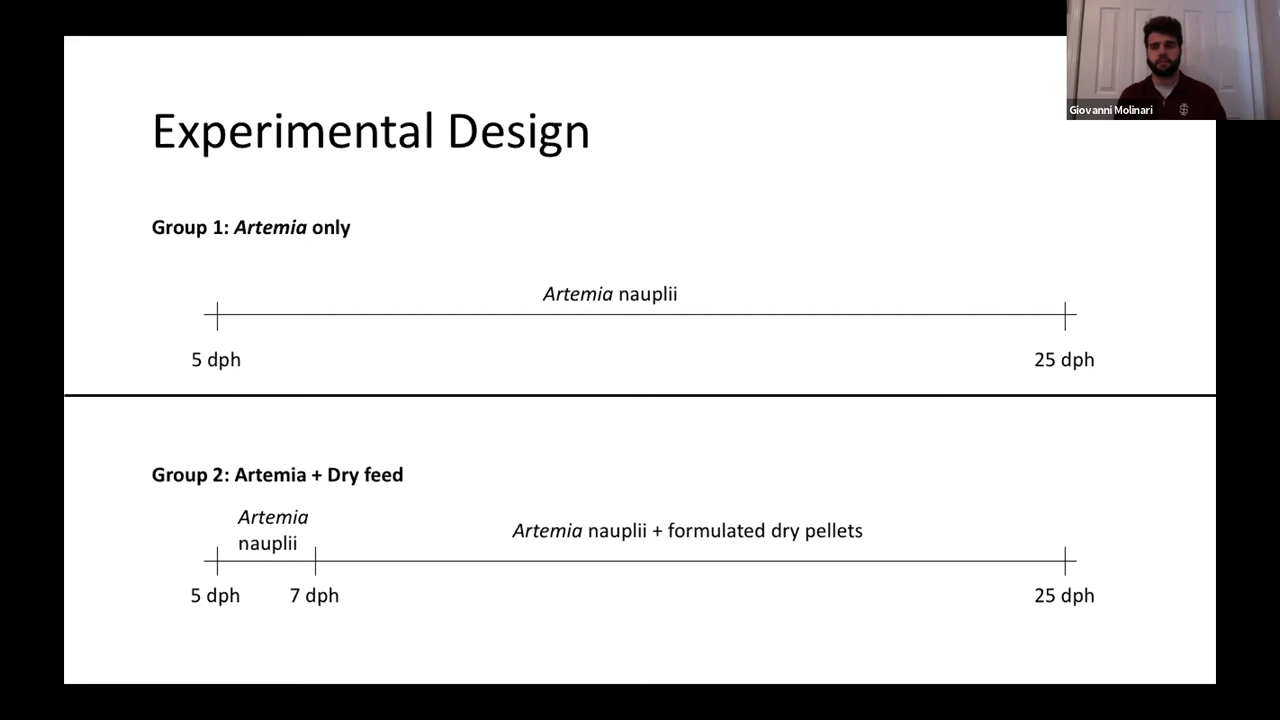 Giovanni Molinari
Experimental Design
Group 1: Artemia only
Artemia nauplii
5 dph 25 dph
Group 2: Artemia + Dry feed
Artemia
nauplii
Artemia nauplii + formulated dry pellets
5 dph 7 dph 25 dph